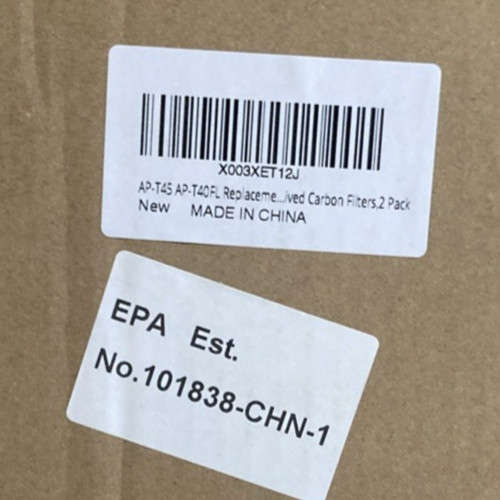 X003XET12J
AP-T45 AP-T40FL Replaceme...ived Carbon Filters,2 Pack
New MADE IN CHINA
EPA Est.
No.101838-CHN-1